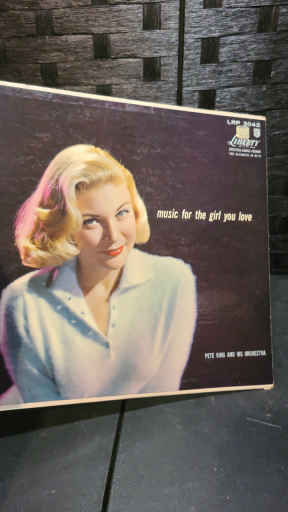 LRP 3042
LIBERTY
music for the girl you love
PETE KING AND HIS ORCHESTRA